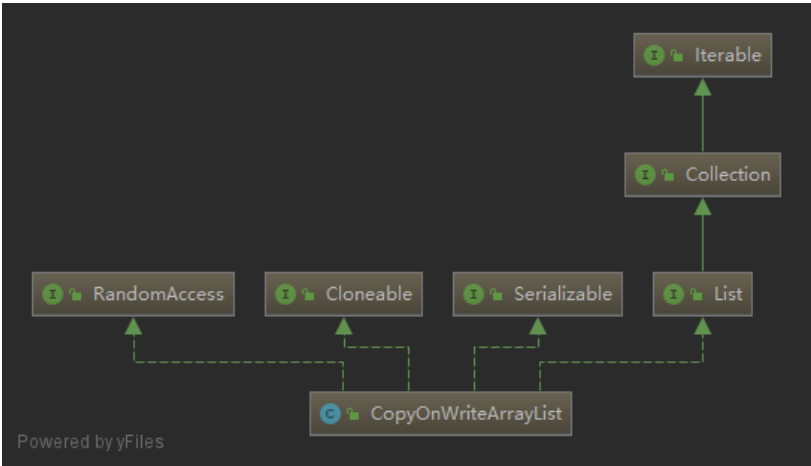 Iterable
Collection
RandomAccess
Cloneable
Serializable
List
CopyOnWriteArrayList
Powered by yFiles